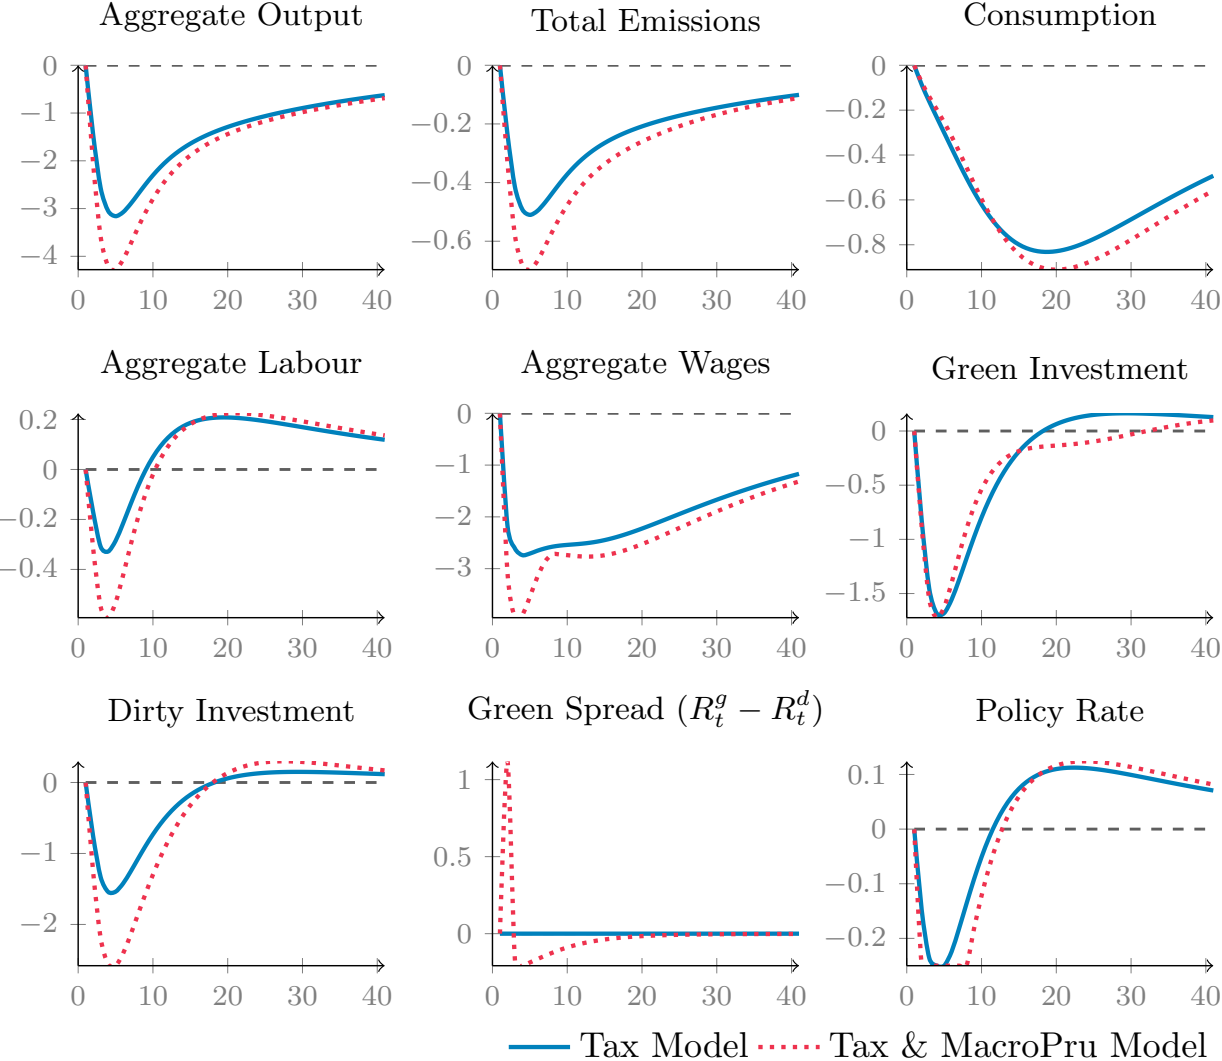 Aggregate Output
Total Emissions
Consumption
0
−1
−2
−3
−4
0 10 20 30 40
0
−0.2
−0.4
−0.6
0 10 20 30 40
0
−0.2
−0.4
−0.6
−0.8
0 10 20 30 40
Aggregate Labour
Aggregate Wages
Green Investment
0.2
0
−0.2
−0.4
0 10 20 30 40
0
−1
−2
−3
0 10 20 30 40
0
−0.5
−1
−1.5
0 10 20 30 40
Dirty Investment
Green Spread (R_t^g − R_t^d)
Policy Rate
0
−1
−2
0 10 20 30 40
1
0.5
0
0 10 20 30 40
0.1
0
−0.1
−0.2
0 10 20 30 40
Tax Model Tax & MacroPru Model